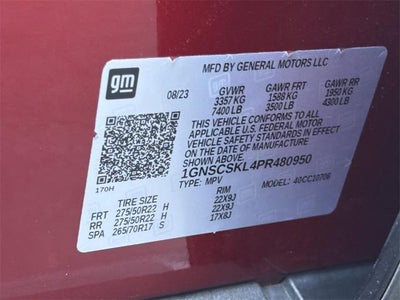 gm
MFD BY GENERAL MOTORS LLC
08/23 GVWR GAWR FRT GAWR RR
3357 KG 1588 KG 1950 KG
7400 LB 3500 LB 4300 LB
THIS VEHICLE CONFORMS TO ALL
APPLICABLE U.S. FEDERAL MOTOR
VEHICLE SAFETY STANDARDS IN
EFFECT ON THE DATE OF
MANUFACTURE SHOWN ABOVE.
1GNSCSKL4PR480950
170H
TYPE: MPV MODEL: 40CC10706
TIRE SIZE RIM
FRT 275/50R22 H 22X9J
RR 275/50R22 H 22X9J
SPA 265/70R17 S 17X8J